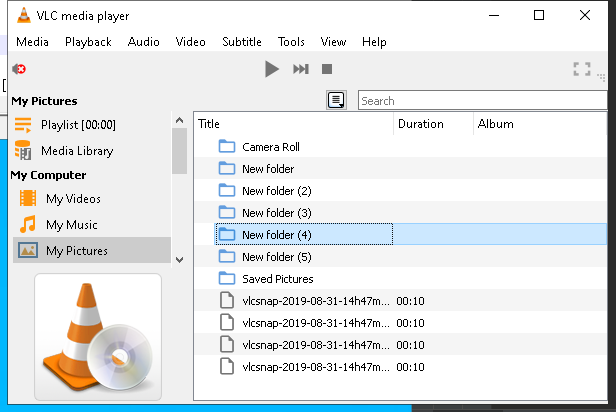 VLC media player
Media Playback Audio Video Subtitle Tools View Help
Search
My Pictures
Playlist [00:00]
Media Library
My Computer
My Videos
My Music
My Pictures
Title Duration Album
Camera Roll
New folder
New folder (2)
New folder (3)
New folder (4)
New folder (5)
Saved Pictures
vlcsnap-2019-08-31-14h47m... 00:10
vlcsnap-2019-08-31-14h47m... 00:10
vlcsnap-2019-08-31-14h47m... 00:10
vlcsnap-2019-08-31-14h47m... 00:10